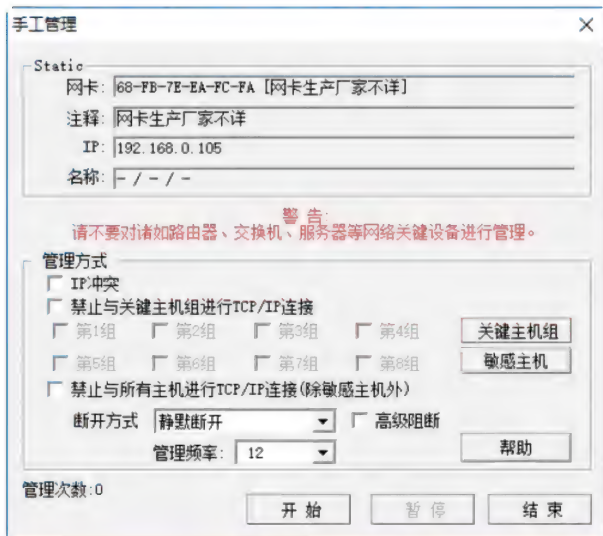 手工管理
Static
网卡: 68-FB-7E-EA-FC-FA [网卡生产厂家不详]
注释: 网卡生产厂家不详
IP: 192.168.0.105
名称: - / - / -
警 告:
请不要对诸如路由器、交换机、服务器等网络关键设备进行管理。
管理方式
IP冲突
禁止与关键主机组进行TCP/IP连接
第1组 第2组 第3组 第4组 关键主机组
第5组 第6组 第7组 第8组 敏感主机
禁止与所有主机进行TCP/IP连接(除敏感主机外)
断开方式 静默断开 高级阻断
管理频率: 12 帮助
管理次数:0
开 始 暂 停 结 束